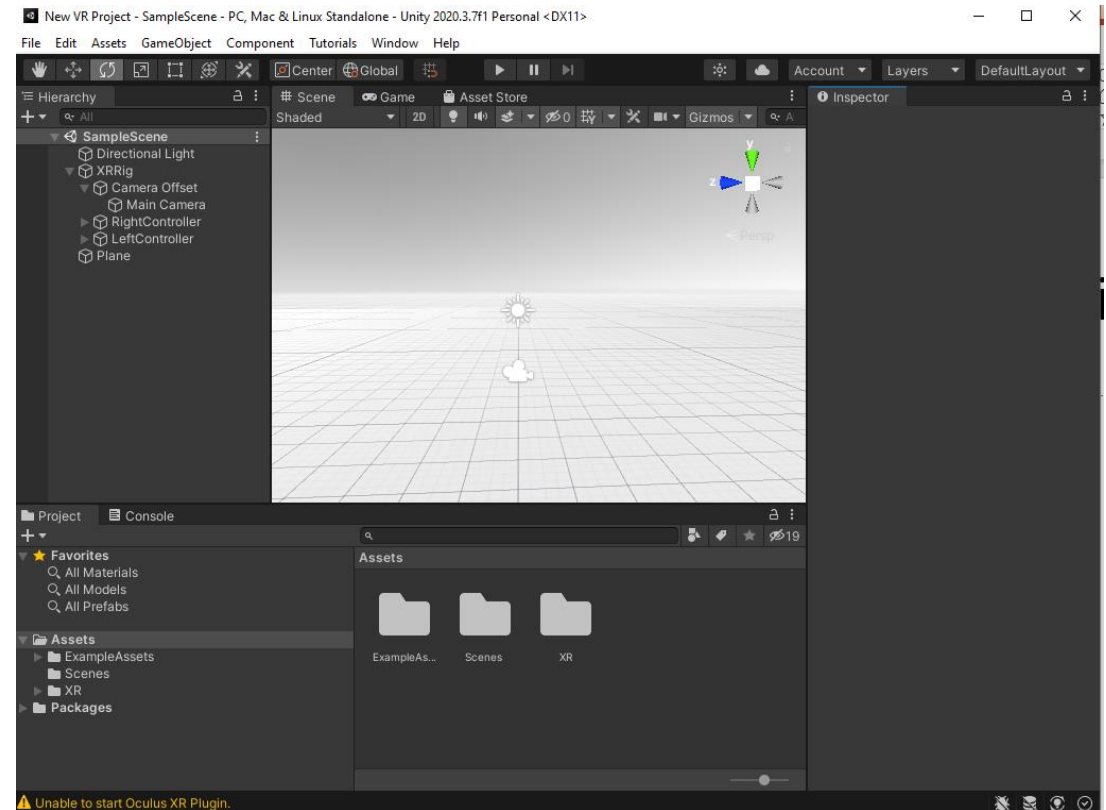 New VR Project - SampleScene - PC, Mac & Linux Standalone - Unity 2020.3.7f1 Personal <DX11>
File Edit Assets GameObject Component Tutorials Window Help
Center Global Account Layers DefaultLayout
Hierarchy Scene Game Asset Store Inspector
All Shaded 2D 0 Gizmos A
SampleScene
Directional Light
XRRig
Camera Offset
Main Camera
RightController
LeftController
Plane
y
z
< Persp
Project Console
19
Favorites Assets
All Materials
All Models
All Prefabs
Assets
ExampleAssets ExampleAs... Scenes XR
Scenes
XR
Packages
Unable to start Oculus XR Plugin.